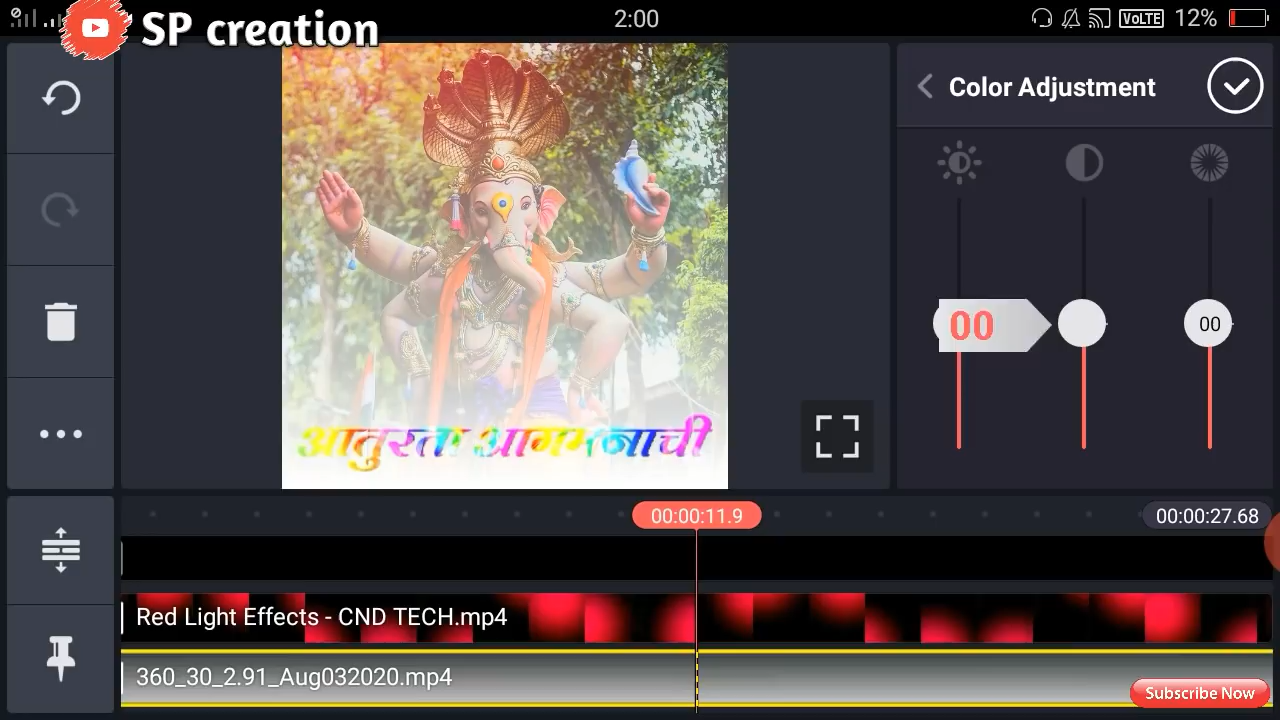 SP creation
2:00
VoLTE 12%
Color Adjustment
00
00
आतुरता आगमनाची
00:00:11.9
00:00:27.68
Red Light Effects - CND TECH.mp4
360_30_2.91_Aug032020.mp4
Subscribe Now